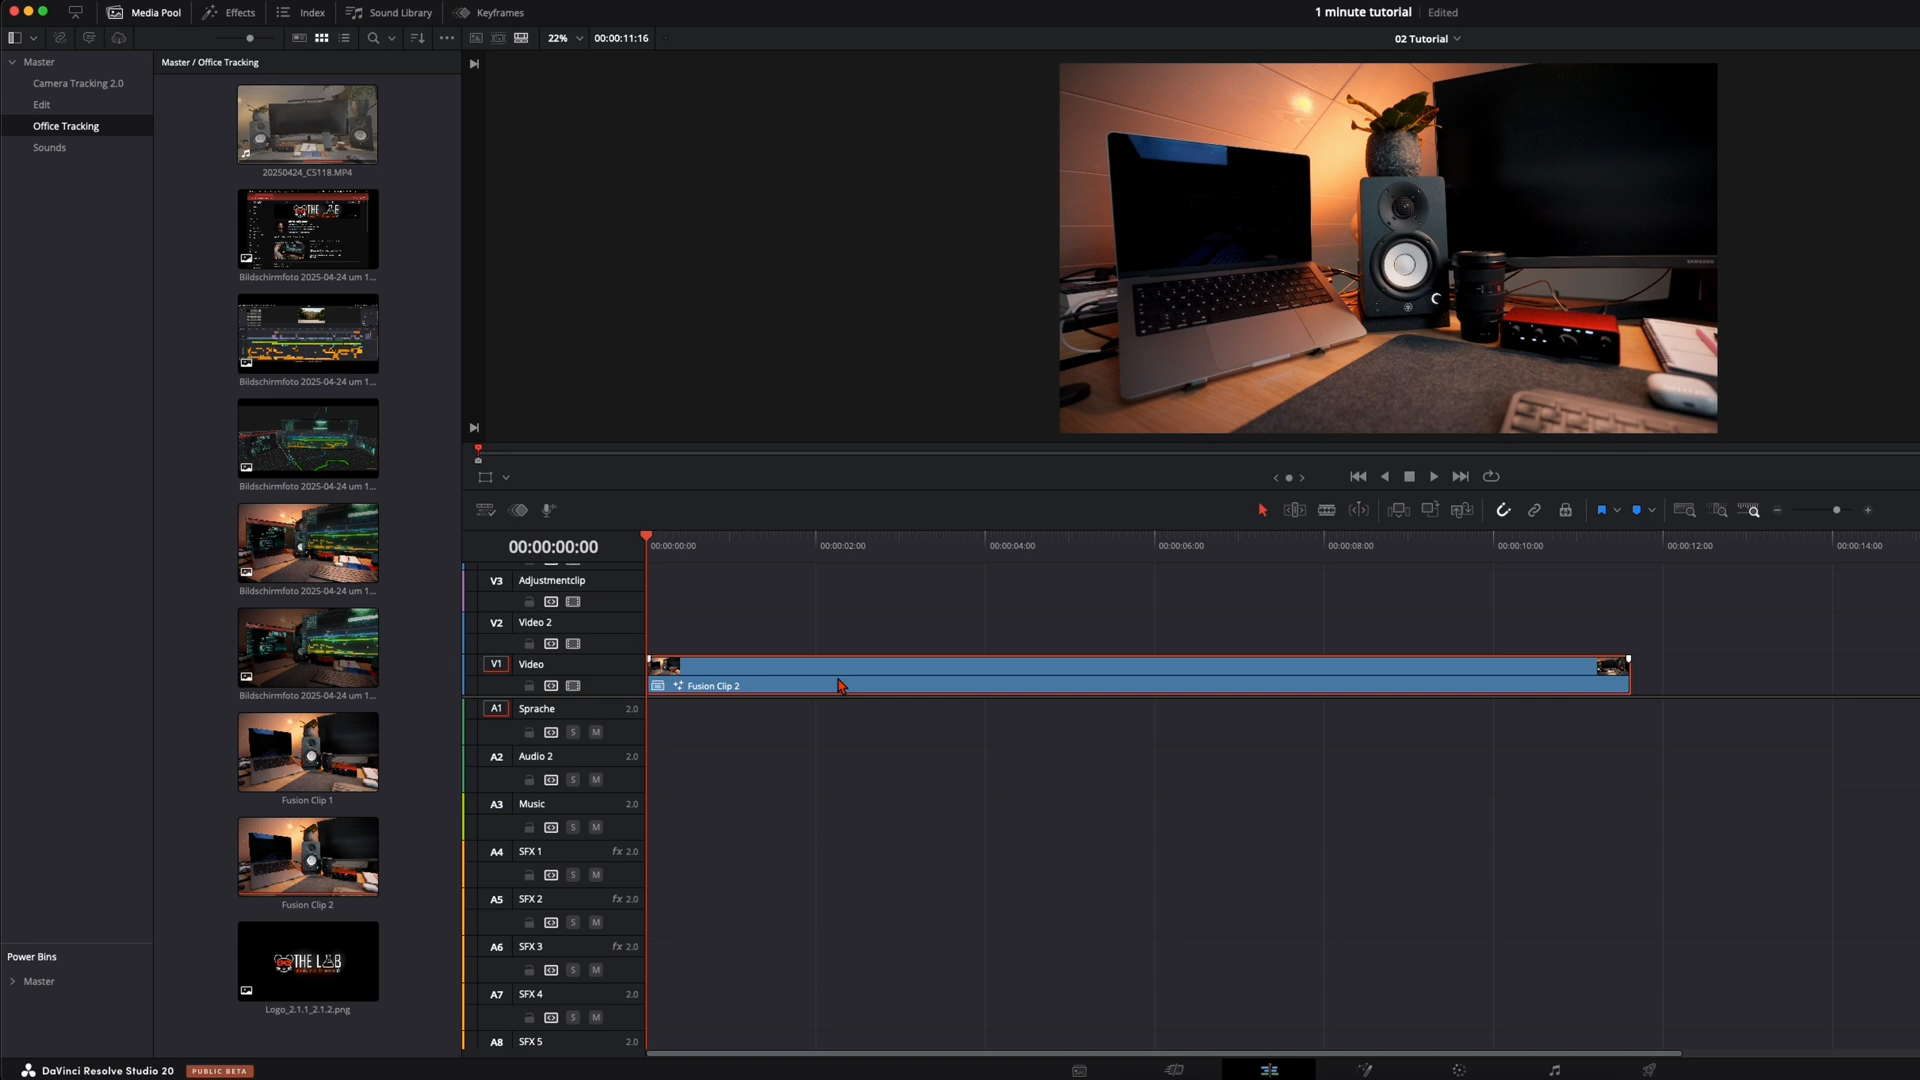 Media Pool
Effects
Index
Sound Library
Keyframes
1 minute tutorial
Edited
22%
00:00:11:16
02 Tutorial
Master
Camera Tracking 2.0
Edit
Office Tracking
Sounds
Master / Office Tracking
20250424_C5118.MP4
THE LAB
Bildschirmfoto 2025-04-24 um 1...
Bildschirmfoto 2025-04-24 um 1...
Bildschirmfoto 2025-04-24 um 1...
Bildschirmfoto 2025-04-24 um 1...
Bildschirmfoto 2025-04-24 um 1...
Fusion Clip 1
Fusion Clip 2
THE LAB
Logo_2.1.1_2.1.2.png
Power Bins
Master
SAMSUNG
00:00:00:00
00:00:00:00
00:00:02:00
00:00:04:00
00:00:06:00
00:00:08:00
00:00:10:00
00:00:12:00
00:00:14:00
V3 Adjustmentclip
V2 Video 2
V1 Video
Fusion Clip 2
A1 Sprache 2.0
S M
A2 Audio 2 2.0
S M
A3 Music 2.0
S M
A4 SFX 1 fx 2.0
S M
A5 SFX 2 fx 2.0
S M
A6 SFX 3 fx 2.0
S M
A7 SFX 4 2.0
S M
A8 SFX 5 2.0
DaVinci Resolve Studio 20
PUBLIC BETA